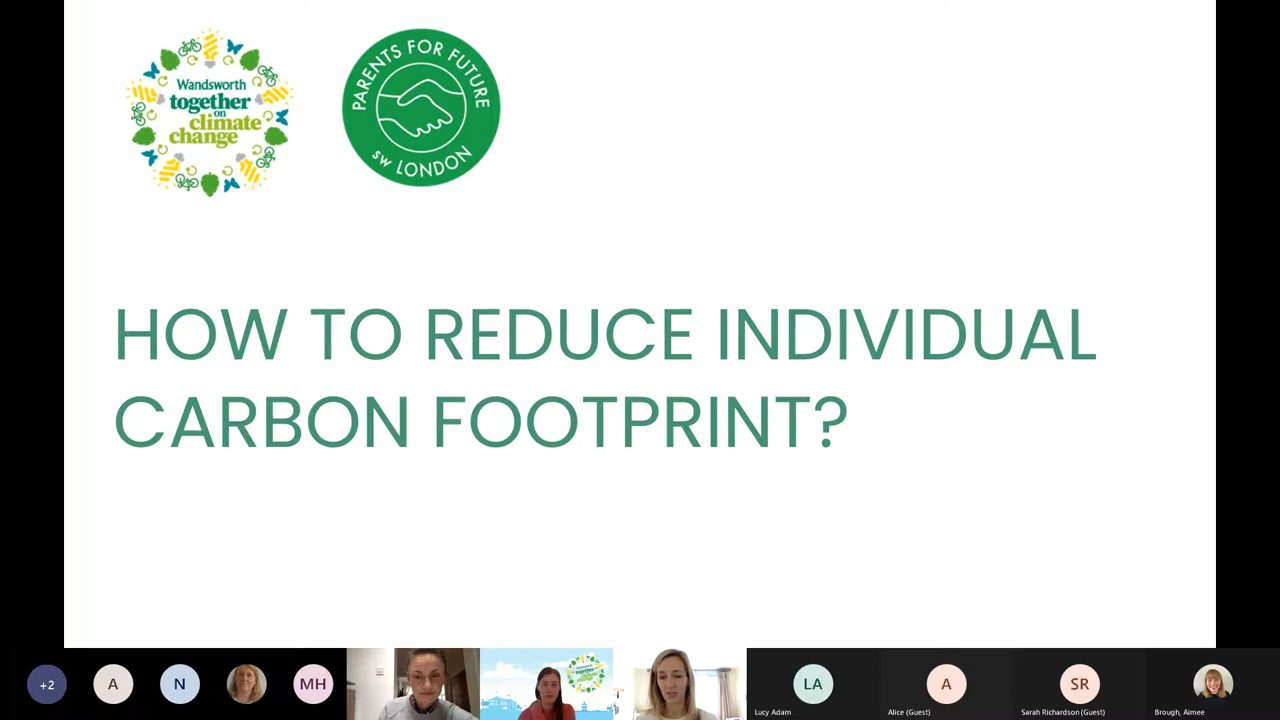 Wandsworth
together
on
climate
change
PARENTS FOR FUTURE
SW LONDON
HOW TO REDUCE INDIVIDUAL
CARBON FOOTPRINT?
+2
A
N
MH
LA
A
SR
Lucy Adam
Alice (Guest)
Sarah Richardson (Guest)
Brough, Aimee